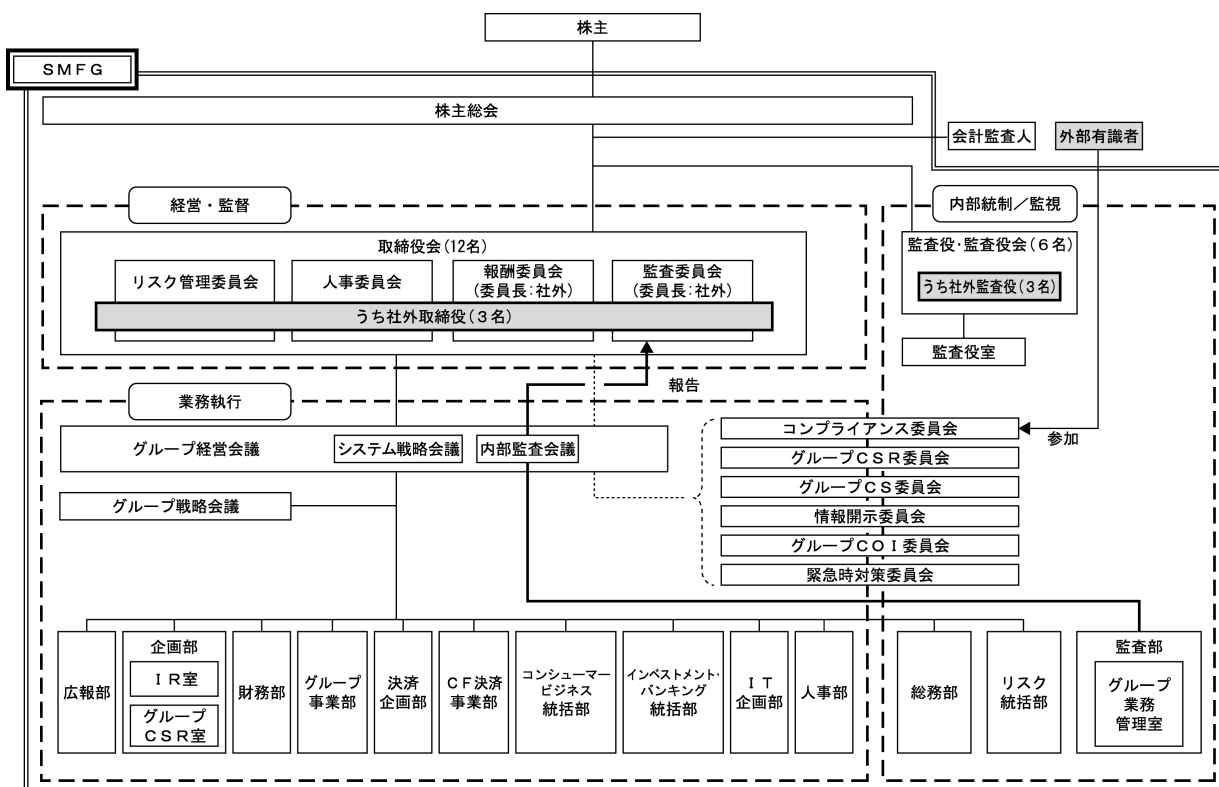 株主
ＳＭＦＧ
株主総会
会計監査人
外部有識者
経営・監督
内部統制／監視
取締役会（12名）
リスク管理委員会
人事委員会
報酬委員会
（委員長：社外）
監査委員会
（委員長：社外）
うち社外取締役（３名）
監査役・監査役会（６名）
うち社外監査役（３名）
監査役室
報告
業務執行
グループ経営会議
システム戦略会議
内部監査会議
グループ戦略会議
コンプライアンス委員会
参加
グループＣＳＲ委員会
グループＣＳ委員会
情報開示委員会
グループＣＯＩ委員会
緊急時対策委員会
広報部
企画部
ＩＲ室
グループ
ＣＳＲ室
財務部
グループ
事業部
決済
企画部
ＣＦ決済
事業部
コンシューマー
ビジネス
統括部
インベストメント・
バンキング
統括部
ＩＴ
企画部
人事部
総務部
リスク
統括部
監査部
グループ
業務
管理室